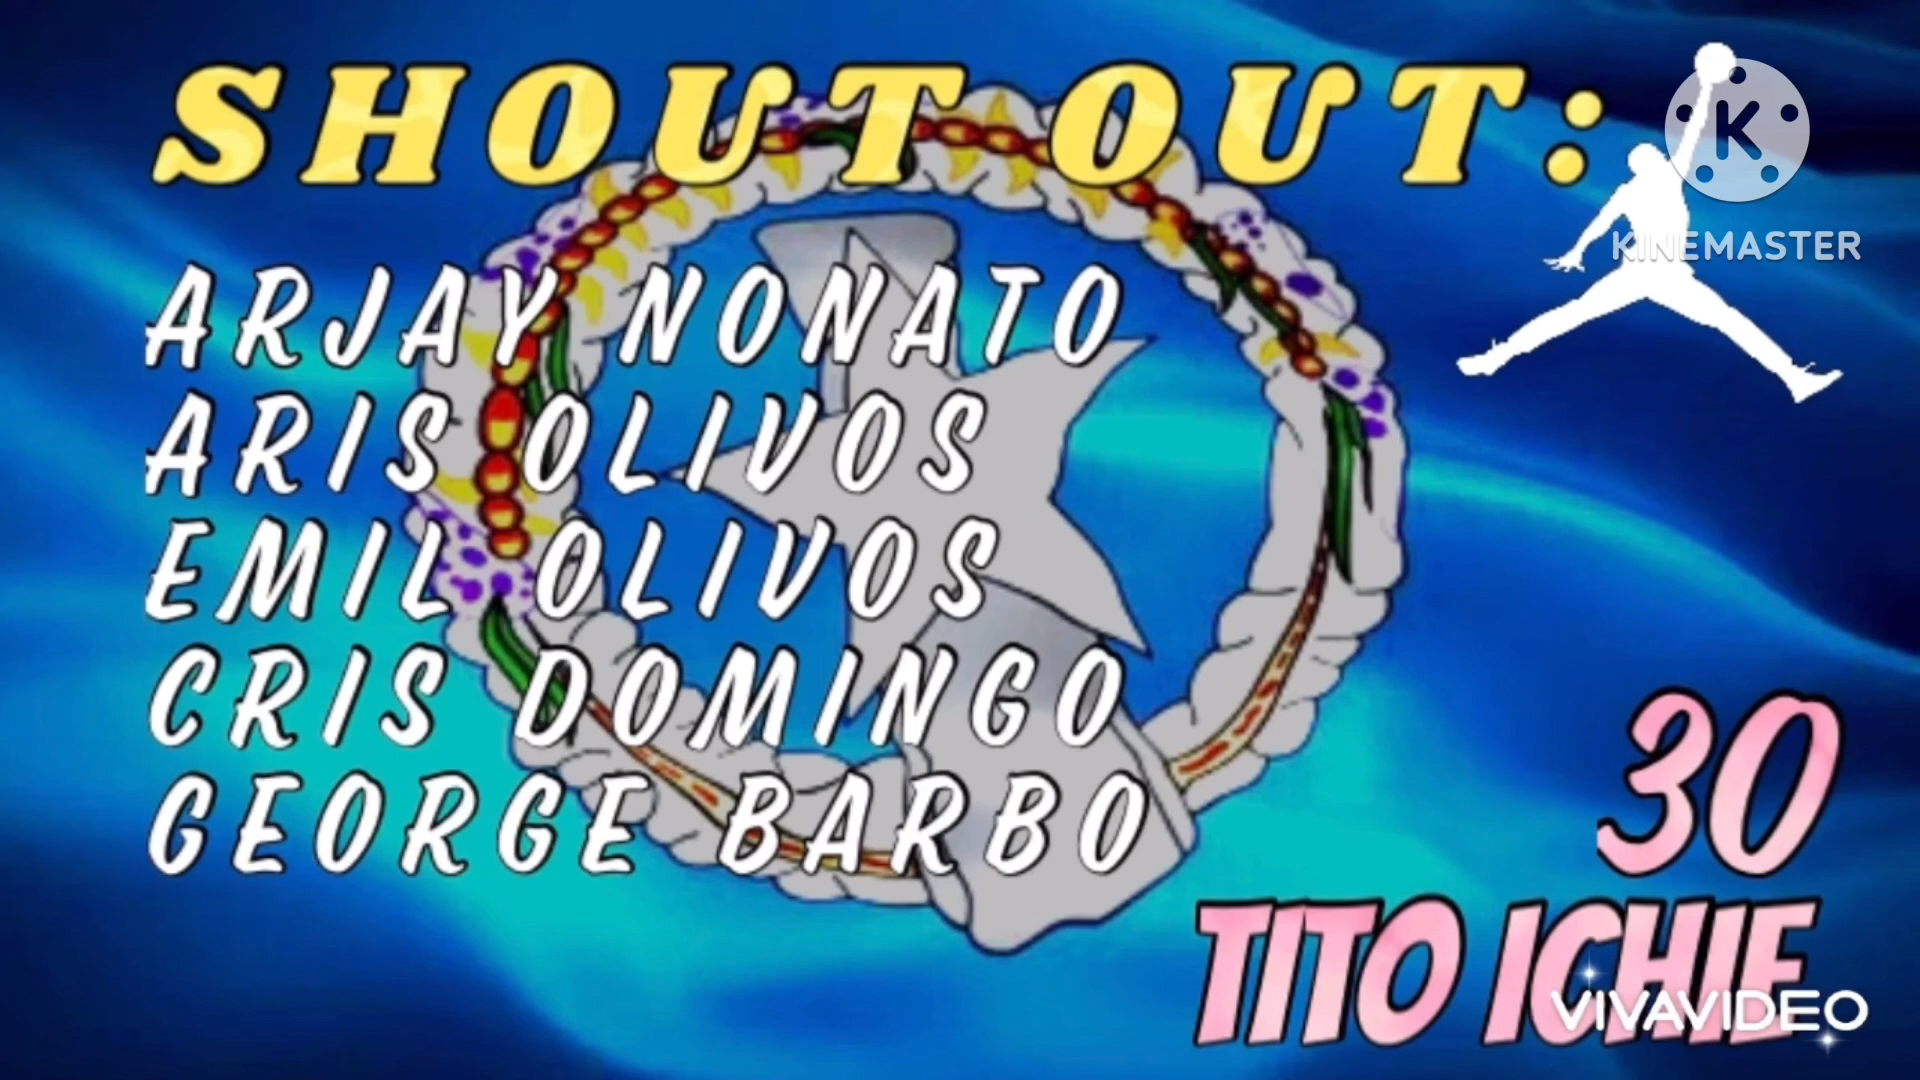 SHOUT OUT:
K
KINEMASTER
ARJAY NONATO
ARIS OLIVOS
EMIL OLIVOS
CRIS DOMINGO
GEORGE BARBO
30
TITO ICHIE
VIVAVIDEO